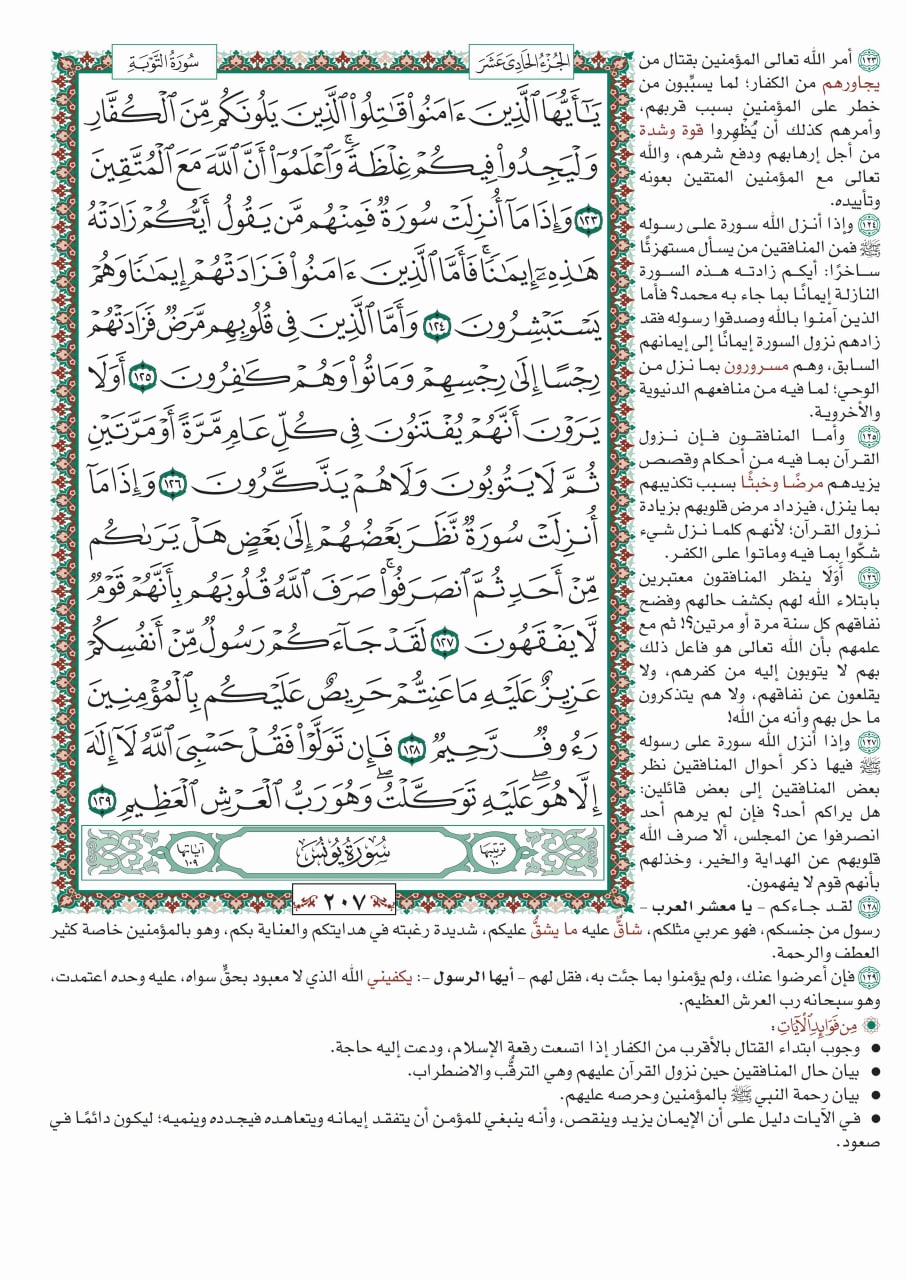 الجُزْءُ الحَادِي عَشَرَ
سُورَةُ التَّوْبَةِ
يَٰٓأَيُّهَا ٱلَّذِينَ ءَامَنُوا۟ قَٰتِلُوا۟ ٱلَّذِينَ يَلُونَكُم مِّنَ ٱلْكُفَّارِ
وَلْيَجِدُوا۟ فِيكُمْ غِلْظَةً ۚ وَٱعْلَمُوٓا۟ أَنَّ ٱللَّهَ مَعَ ٱلْمُتَّقِينَ
١٢٣ وَإِذَا مَآ أُنزِلَتْ سُورَةٌ فَمِنْهُم مَّن يَقُولُ أَيُّكُمْ زَادَتْهُ
هَٰذِهِۦٓ إِيمَٰنًا ۚ فَأَمَّا ٱلَّذِينَ ءَامَنُوا۟ فَزَادَتْهُمْ إِيمَٰنًا وَهُمْ
يَسْتَبْشِرُونَ ١٢٤ وَأَمَّا ٱلَّذِينَ فِى قُلُوبِهِم مَّرَضٌ فَزَادَتْهُمْ
رِجْسًا إِلَىٰ رِجْسِهِمْ وَمَاتُوا۟ وَهُمْ كَٰفِرُونَ ١٢٥ أَوَلَا
يَرَوْنَ أَنَّهُمْ يُفْتَنُونَ فِى كُلِّ عَامٍ مَّرَّةً أَوْ مَرَّتَيْنِ
ثُمَّ لَا يَتُوبُونَ وَلَا هُمْ يَذَّكَّرُونَ ١٢٦ وَإِذَا مَآ
أُنزِلَتْ سُورَةٌ نَّظَرَ بَعْضُهُمْ إِلَىٰ بَعْضٍ هَلْ يَرَىٰكُم
مِّنْ أَحَدٍ ثُمَّ ٱنصَرَفُوا۟ ۚ صَرَفَ ٱللَّهُ قُلُوبَهُم بِأَنَّهُمْ قَوْمٌ
لَّا يَفْقَهُونَ ١٢٧ لَقَدْ جَآءَكُمْ رَسُولٌ مِّنْ أَنفُسِكُمْ
عَزِيزٌ عَلَيْهِ مَا عَنِتُّمْ حَرِيصٌ عَلَيْكُم بِٱلْمُؤْمِنِينَ
رَءُوفٌ رَّحِيمٌ ١٢٨ فَإِن تَوَلَّوْا۟ فَقُلْ حَسْبِىَ ٱللَّهُ لَآ إِلَٰهَ
إِلَّا هُوَ ۖ عَلَيْهِ تَوَكَّلْتُ ۖ وَهُوَ رَبُّ ٱلْعَرْشِ ٱلْعَظِيمِ ١٢٩
ترتيبها ١٠ سُورَةُ يُونُسَ آياتها ١٠٩
٢٠٧
١٢٣ أمر الله تعالى المؤمنين بقتال من
يجاورهم من الكفار؛ لما يسبِّبون من
خطر على المؤمنين بسبب قربهم،
وأمرهم كذلك أن يُظْهِروا قوة وشدة
من أجل إرهابهم ودفع شرهم، والله
تعالى مع المؤمنين المتقين بعونه
وتأييده.
١٢٤ وإذا أنزل الله سورة على رسوله
ﷺ فمن المنافقين من يسأل مستهزئًا
ساخرًا: أيكم زادته هذه السورة
النازلة إيمانًا بما جاء به محمد؟ فأما
الذين آمنوا بالله وصدقوا رسوله فقد
زادهم نزول السورة إيمانًا إلى إيمانهم
السابق، وهم مسرورون بما نزل من
الوحي؛ لما فيه من منافعهم الدنيوية
والأخروية.
١٢٥ وأما المنافقون فإن نزول
القرآن بما فيه من أحكام وقصص
يزيدهم مرضًا وخبثًا بسبب تكذيبهم
بما ينزل، فيزداد مرض قلوبهم بزيادة
نزول القرآن؛ لأنهم كلما نزل شيء
شكّوا بما فيه وماتوا على الكفر.
١٢٦ أَوَلَا ينظر المنافقون معتبرين
بابتلاء الله لهم بكشف حالهم وفضح
نفاقهم كل سنة مرة أو مرتين؟! ثم مع
علمهم بأن الله تعالى هو فاعل ذلك
بهم لا يتوبون إليه من كفرهم، ولا
يقلعون عن نفاقهم، ولا هم يتذكرون
ما حل بهم وأنه من الله!
١٢٧ وإذا أنزل الله سورة على رسوله
ﷺ فيها ذكر أحوال المنافقين نظر
بعض المنافقين إلى بعض قائلين:
هل يراكم أحد؟ فإن لم يرهم أحد
انصرفوا عن المجلس، ألا صرف الله
قلوبهم عن الهداية والخير، وخذلهم
بأنهم قوم لا يفهمون.
١٢٨ لقد جاءكم – يا معشر العرب –
رسول من جنسكم، فهو عربي مثلكم، شاقٌّ عليه ما يشقُّ عليكم، شديدة رغبته في هدايتكم والعناية بكم، وهو بالمؤمنين خاصة كثير
العطف والرحمة.
١٢٩ فإن أعرضوا عنك، ولم يؤمنوا بما جئت به، فقل لهم – أيها الرسول –: يكفيني الله الذي لا معبود بحقٍّ سواه، عليه وحده اعتمدت،
وهو سبحانه رب العرش العظيم.
مِن فَوَائِدِ الْآيَاتِ:
● وجوب ابتداء القتال بالأقرب من الكفار إذا اتسعت رقعة الإسلام، ودعت إليه حاجة.
● بيان حال المنافقين حين نزول القرآن عليهم وهي الترقُّب والاضطراب.
● بيان رحمة النبي ﷺ بالمؤمنين وحرصه عليهم.
● في الآيات دليل على أن الإيمان يزيد وينقص، وأنه ينبغي للمؤمن أن يتفقد إيمانه ويتعاهده فيجدده وينميه؛ ليكون دائمًا في
صعود.